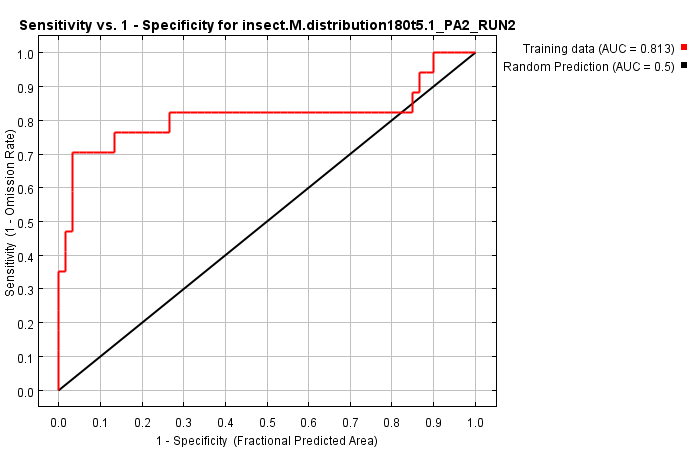 Sensitivity vs. 1 - Specificity for insect.M.distribution180t5.1_PA2_RUN2
Training data (AUC = 0.813)
Random Prediction (AUC = 0.5)
Sensitivity (1 - Omission Rate)
1.0
0.9
0.8
0.7
0.6
0.5
0.4
0.3
0.2
0.1
0.0
0.0 0.1 0.2 0.3 0.4 0.5 0.6 0.7 0.8 0.9 1.0
1 - Specificity (Fractional Predicted Area)